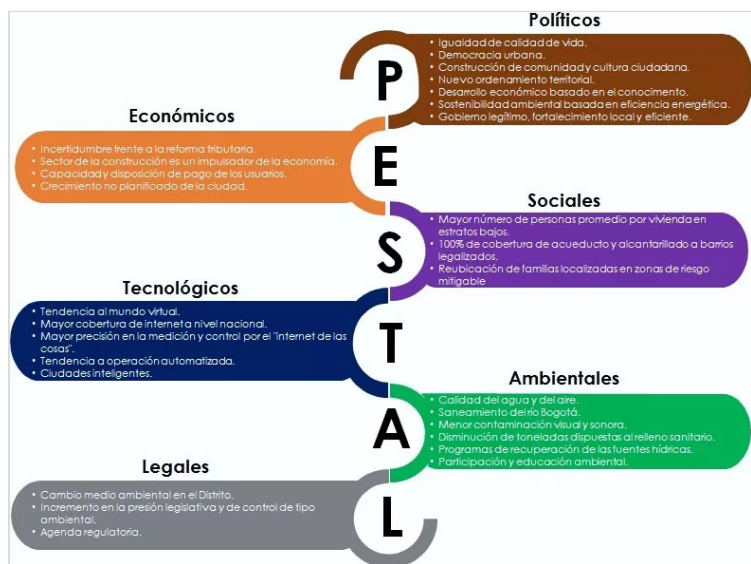 Políticos
• Igualdad de calidad de vida.
• Democracia urbana.
• Construcción de comunidad y cultura ciudadana.
• Nuevo ordenamiento territorial.
• Desarrollo económico basado en el conocimiento.
• Sostenibilidad ambiental basada en eficiencia energética.
• Gobierno legítimo, fortalecimiento local y eficiente.
P
Económicos
• Incertidumbre frente a la reforma tributaria.
• Sector de la construcción es un impulsador de la economía.
• Capacidad y disposición de pago de los usuarios.
• Crecimiento no planificado de la ciudad.
E
Sociales
• Mayor número de personas promedio por vivienda en
estratos bajos.
• 100% de cobertura de acueducto y alcantarillado a barrios
legalizados.
• Reubicación de familias localizadas en zonas de riesgo
mitigable
S
Tecnológicos
• Tendencia al mundo virtual.
• Mayor cobertura de internet a nivel nacional.
• Mayor precisión en la medición y control por el "internet de las
cosas".
• Tendencia a operación automatizada.
• Ciudades inteligentes.
T
Ambientales
• Calidad del agua y del aire.
• Saneamiento del río Bogotá.
• Menor contaminación visual y sonora.
• Disminución de toneladas dispuestas al relleno sanitario.
• Programas de recuperación de las fuentes hídricas.
• Participación y educación ambiental.
A
Legales
• Cambio medio ambiental en el Distrito.
• Incremento en la presión legislativa y de control de tipo
ambiental.
• Agenda regulatoria.
L